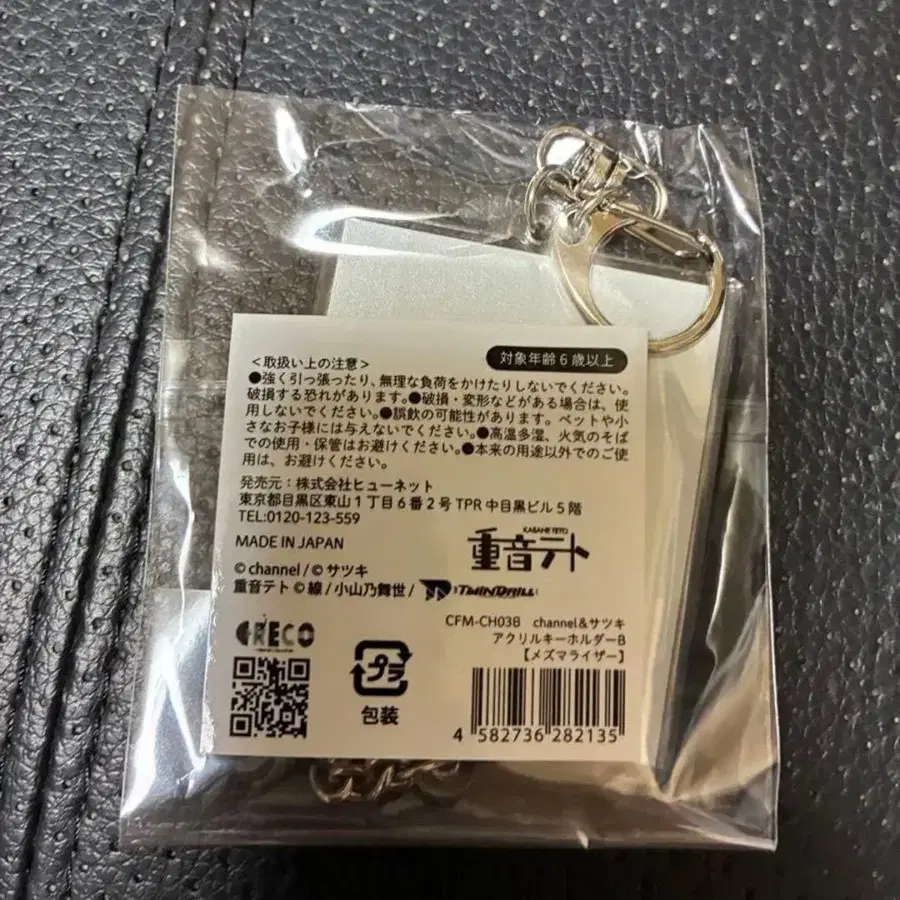 対象年齢6歳以上
<取扱い上の注意>
●強く引っ張ったり、無理な負荷をかけたりしないでください。
破損する恐れがあります。●破損・変形などがある場合は、使
用しないでください。●誤飲の可能性があります。ペットや小
さなお子様には与えないでください。●高温多湿、火気のそば
での使用・保管はお避けください。●本来の用途以外でのご使
用は、お避けください。
発売元：株式会社ヒューネット
東京都目黒区東山1丁目6番2号 TPR中目黒ビル5階
TEL:0120-123-559
MADE IN JAPAN
KASANE TETO
重音テト
© channel / © サツキ
重音テト © 線 / 小山乃舞世 / TWINDRILL
CFM-CH03B channel&サツキ
アクリルキーホルダーB
【メズマライザー】
GRECO
プラ
包装
4 582736 282135